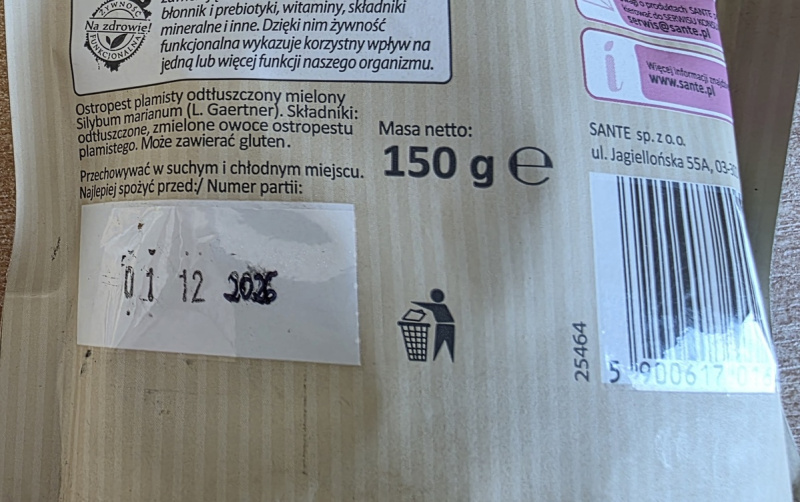 ŻYWNOŚĆ
Na zdrowie!
FUNKCJONALNA
błonnik i prebiotyki, witaminy, składniki
mineralne i inne. Dzięki nim żywność
funkcjonalna wykazuje korzystny wpływ na
jedną lub więcej funkcji naszego organizmu.
o produktach SANTE
serwis@sante.pl
i
Więcej informacji
www.sante.pl
Ostropest plamisty odtłuszczony mielony
Silybum marianum (L. Gaertner). Składniki:
odtłuszczone, zmielone owoce ostropestu
plamistego. Może zawierać gluten.
Przechowywać w suchym i chłodnym miejscu.
Najlepiej spożyć przed:/ Numer partii:
01 12
Masa netto:
150 g e
SANTE sp. z o.o.
ul. Jagiellońska 55A,
25464
5 900617